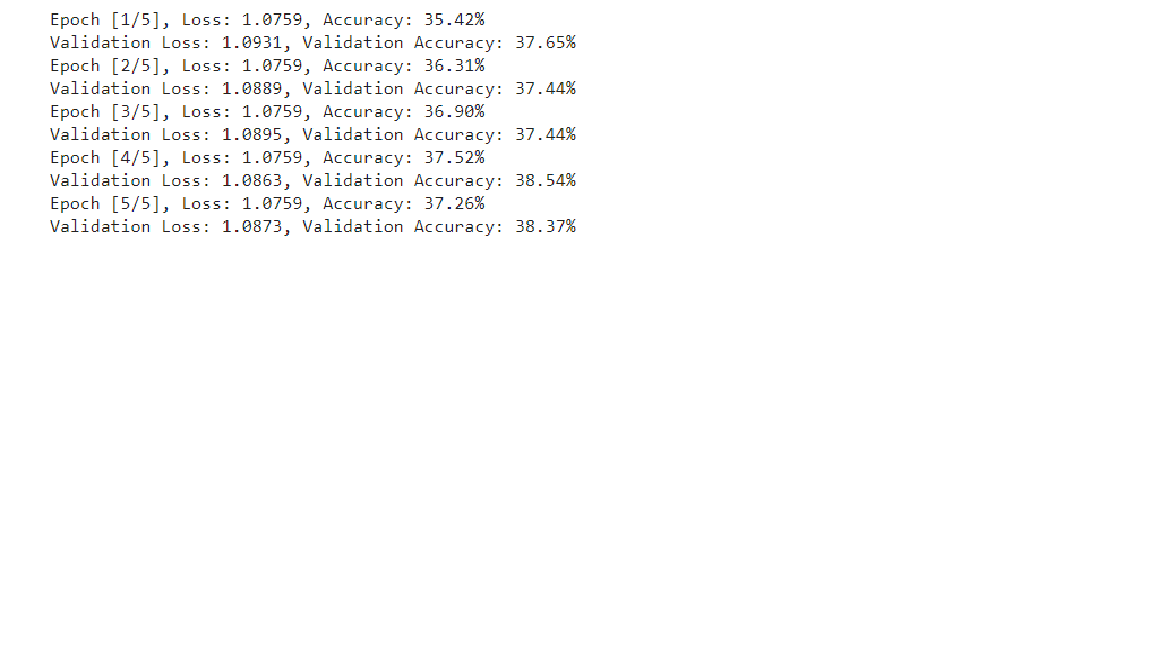 Epoch [1/5], Loss: 1.0759, Accuracy: 35.42%
Validation Loss: 1.0931, Validation Accuracy: 37.65%
Epoch [2/5], Loss: 1.0759, Accuracy: 36.31%
Validation Loss: 1.0889, Validation Accuracy: 37.44%
Epoch [3/5], Loss: 1.0759, Accuracy: 36.90%
Validation Loss: 1.0895, Validation Accuracy: 37.44%
Epoch [4/5], Loss: 1.0759, Accuracy: 37.52%
Validation Loss: 1.0863, Validation Accuracy: 38.54%
Epoch [5/5], Loss: 1.0759, Accuracy: 37.26%
Validation Loss: 1.0873, Validation Accuracy: 38.37%